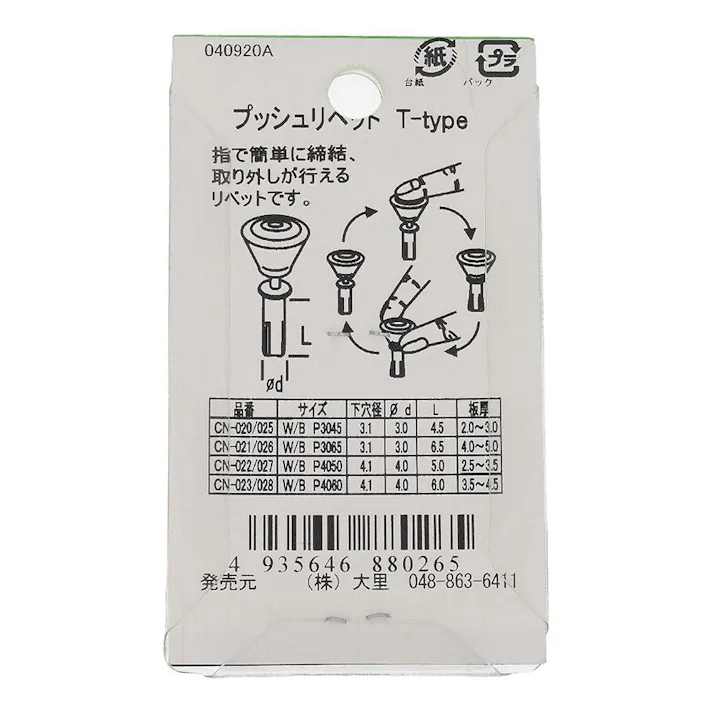 040920A
紙
台紙
プラ
パック
プッシュリベット T-type
指で簡単に締結、
取り外しが行える
リベットです。
L
ød
品番 サイズ 下穴径 ø d L 板厚
CN-020/025 W/B P3045 3.1 3.0 4.5 2.0～3.0
CN-021/026 W/B P3065 3.1 3.0 6.5 4.0～5.0
CN-022/027 W/B P4050 4.1 4.0 5.0 2.5～3.5
CN-023/028 W/B P4060 4.1 4.0 6.0 3.5～4.5
4 935646 880265
発売元 （株）大里 048-863-6411